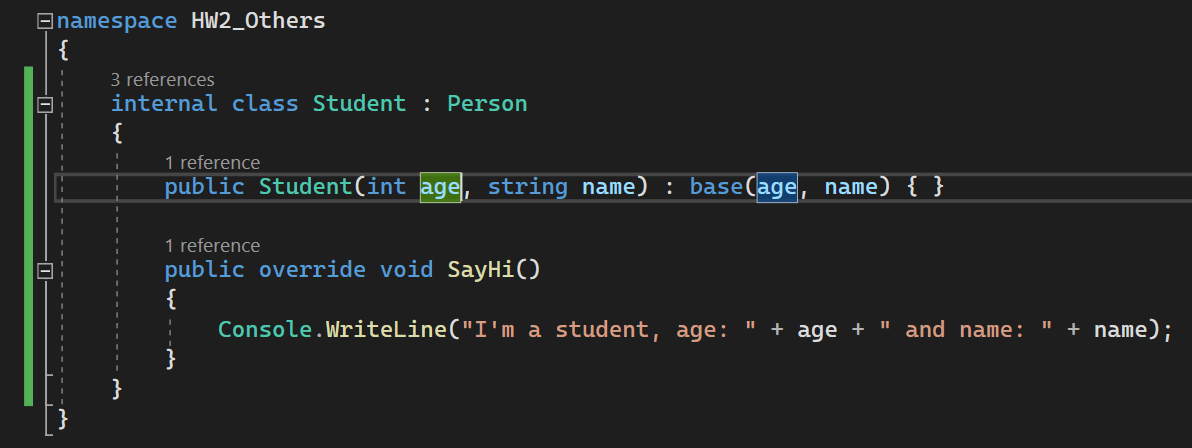 namespace HW2_Others
{
3 references
internal class Student : Person
{
1 reference
public Student(int age, string name) : base(age, name) { }
1 reference
public override void SayHi()
{
Console.WriteLine("I'm a student, age: " + age + " and name: " + name);
}
}
}